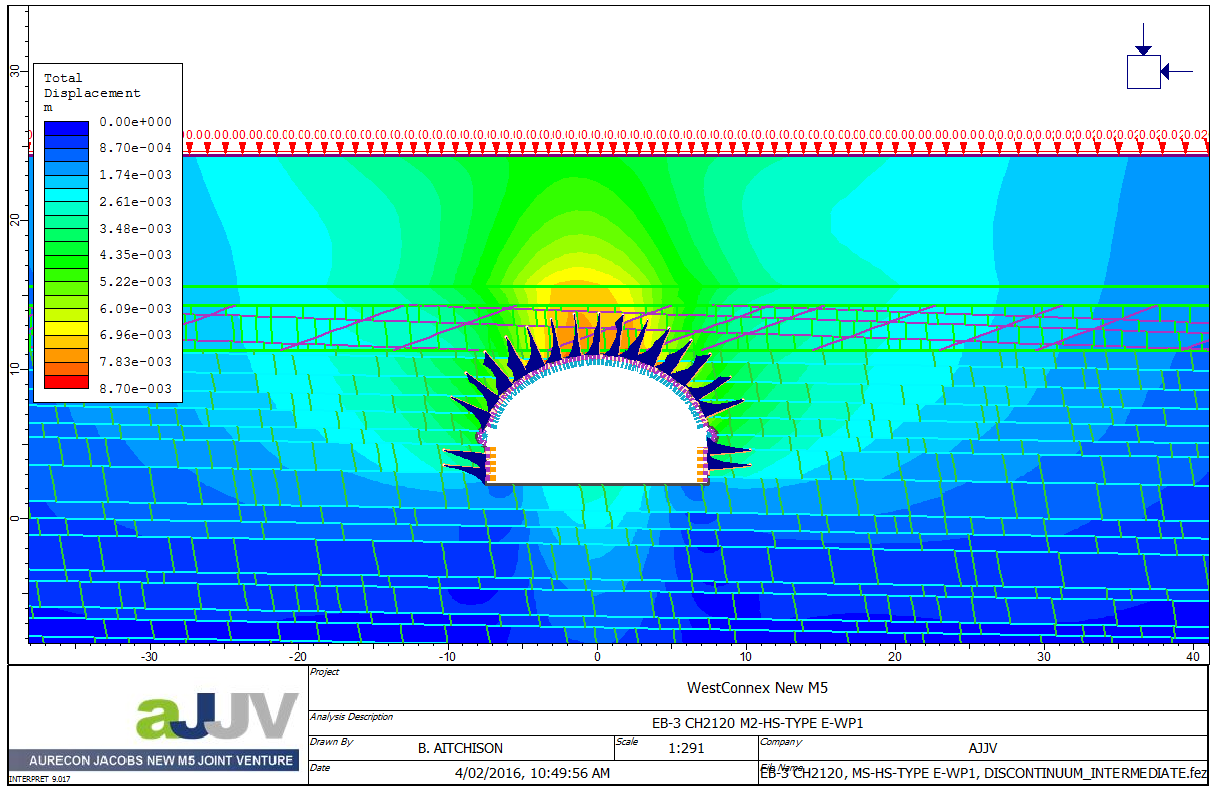 Total
Displacement
m
0.00e+000
8.70e-004
1.74e-003
2.61e-003
3.48e-003
4.35e-003
5.22e-003
6.09e-003
6.96e-003
7.83e-003
8.70e-003
30
20
10
0
-30 -20 -10 0 10 20 30 40
Project
WestConnex New M5
Analysis Description
EB-3 CH2120 M2-HS-TYPE E-WP1
Drawn By
B. AITCHISON
Scale
1:291
Company
AJJV
Date
4/02/2016, 10:49:56 AM
File Name
EB-3 CH2120, MS-HS-TYPE E-WP1, DISCONTINUUM_INTERMEDIATE.fez
aJJV
AURECON JACOBS NEW M5 JOINT VENTURE
INTERPRET 9.017